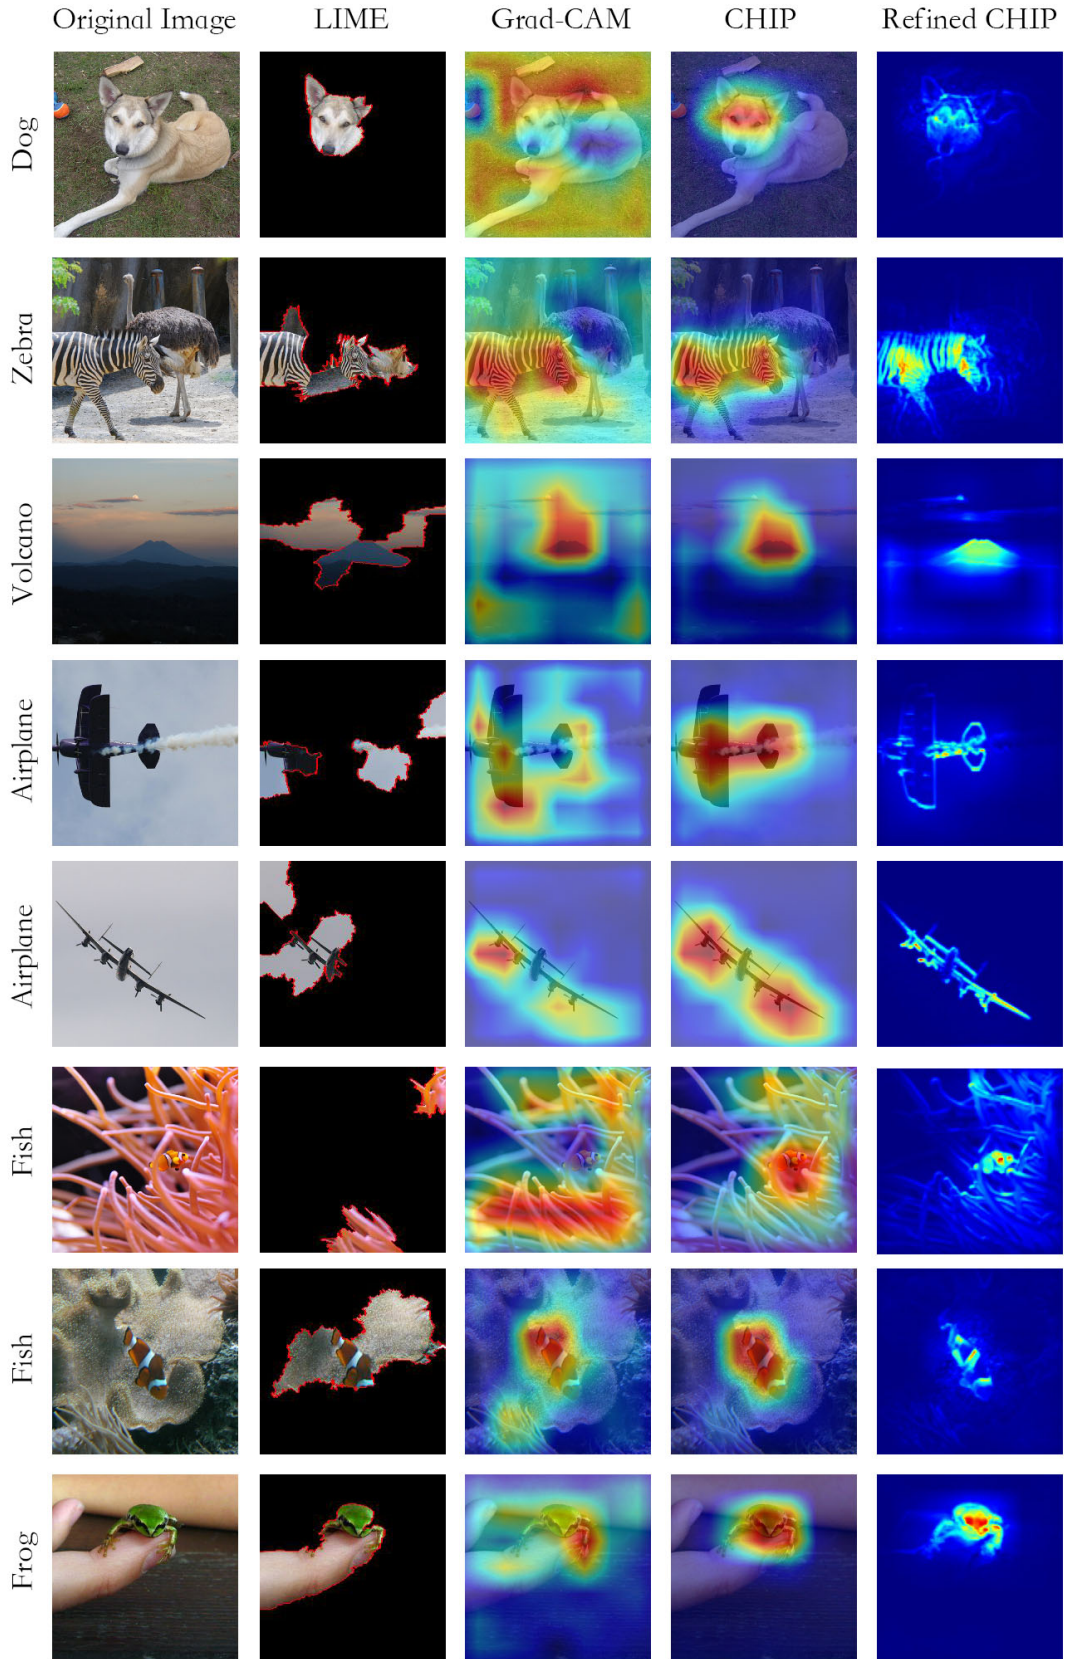 Original Image LIME Grad-CAM CHIP Refined CHIP
Dog
Zebra
Volcano
Airplane
Airplane
Fish
Fish
Frog